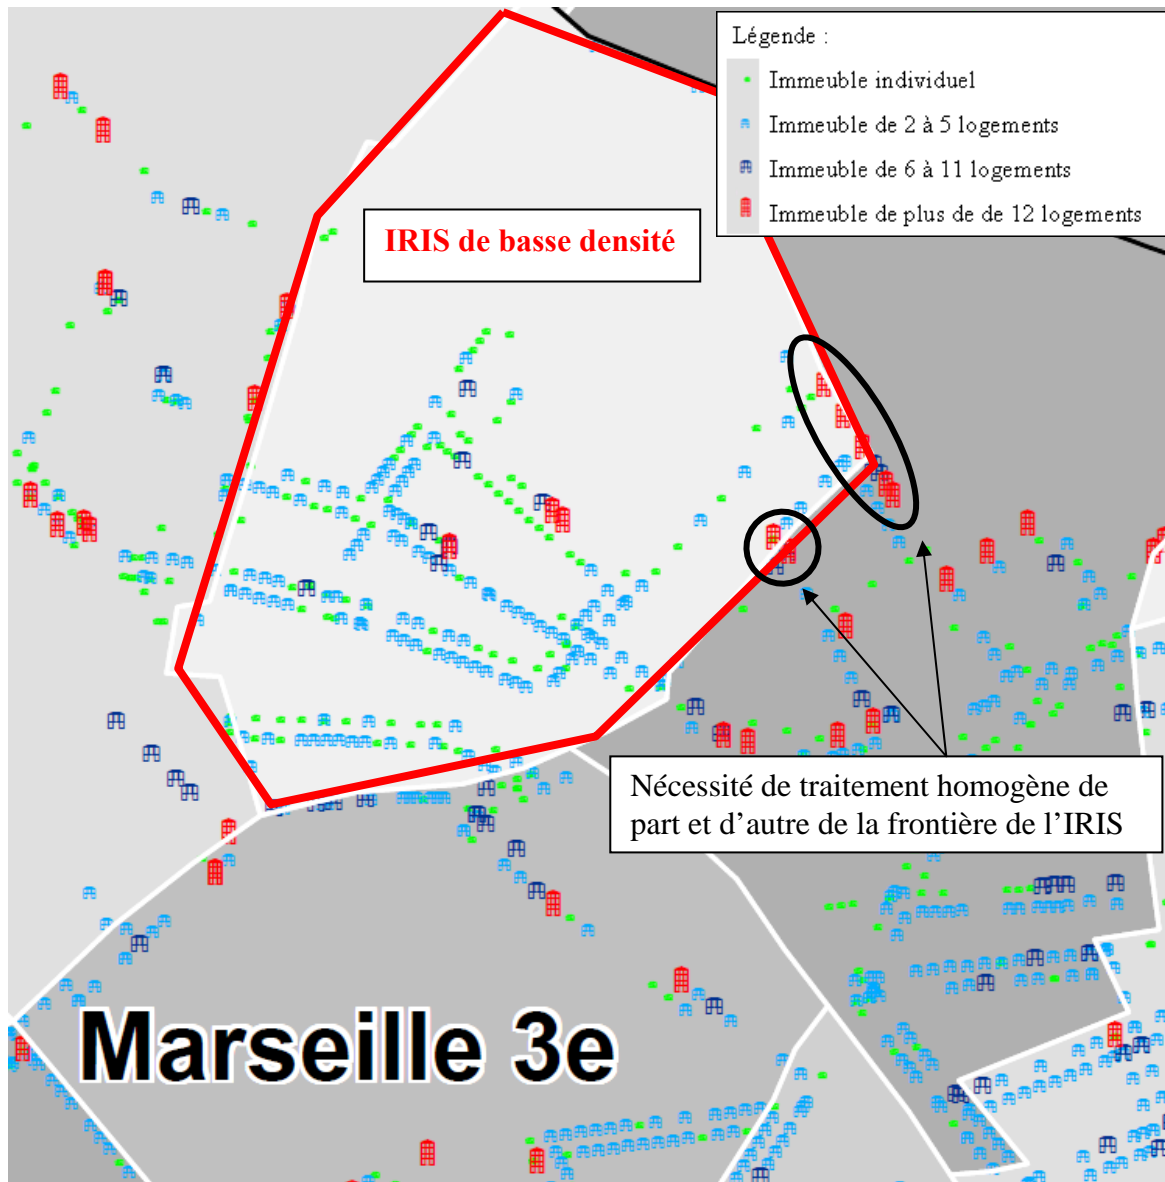 Légende :
Immeuble individuel
Immeuble de 2 à 5 logements
Immeuble de 6 à 11 logements
Immeuble de plus de de 12 logements
IRIS de basse densité
Nécessité de traitement homogène de
part et d’autre de la frontière de l’IRIS
Marseille 3e